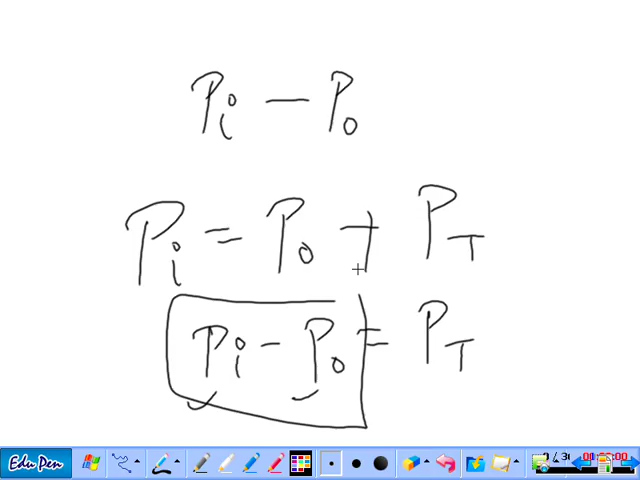 Pi — Po
Pi = Po + PT
Pi - Po = PT
Edu Pen